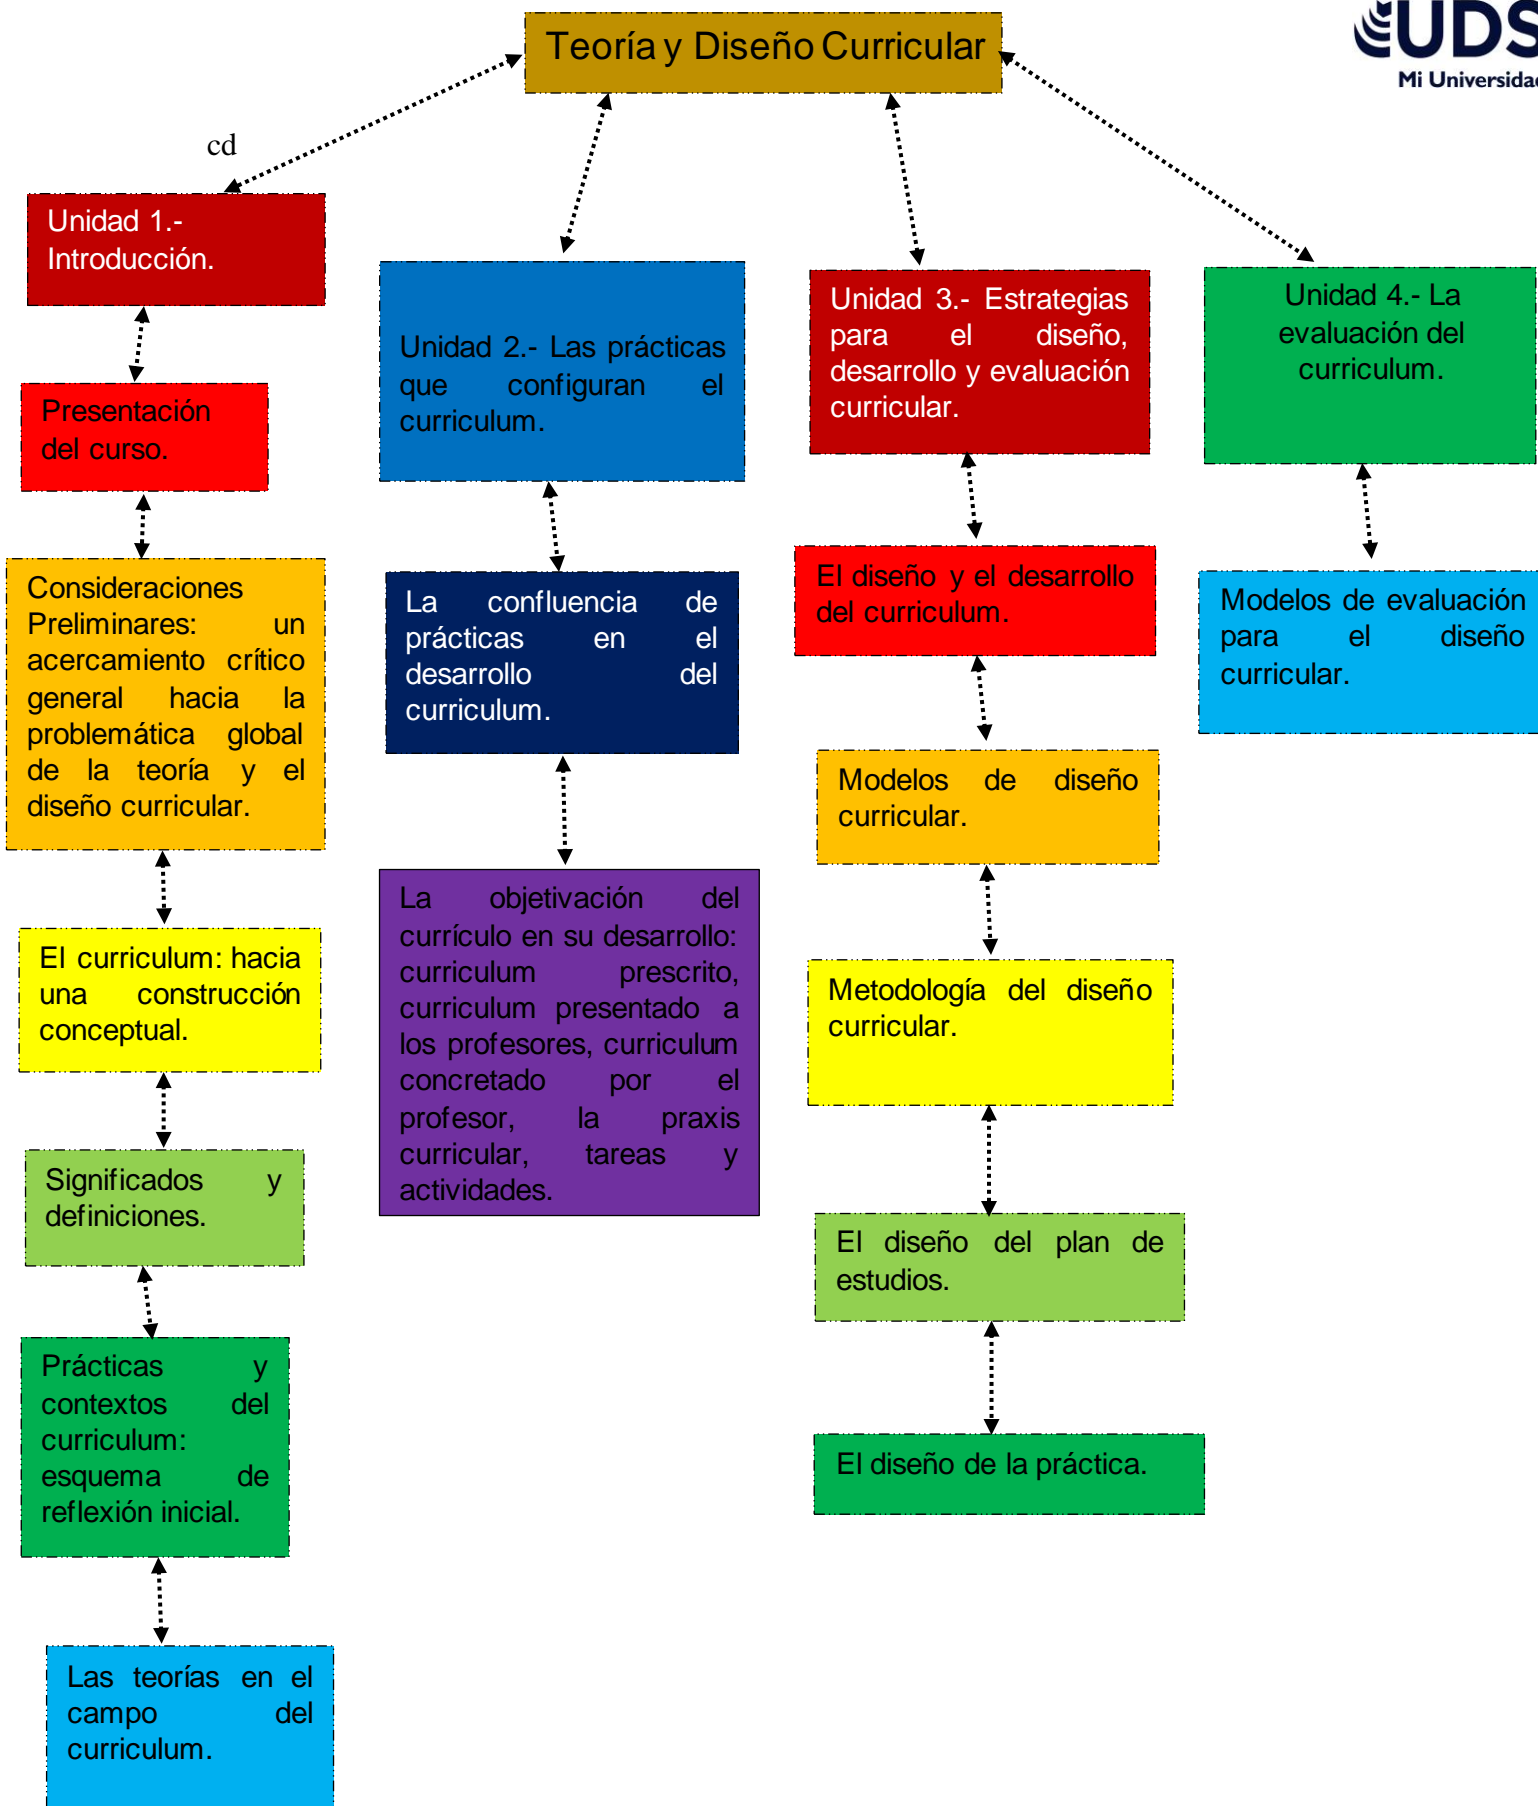 Teoría y Diseño Curricular
UDS
Mi Universidad
cd
Unidad 1.-
Introducción.
Presentación
del curso.
Consideraciones
Preliminares: un
acercamiento crítico
general hacia la
problemática global
de la teoría y el
diseño curricular.
El curriculum: hacia
una construcción
conceptual.
Significados y
definiciones.
Prácticas y
contextos del
curriculum:
esquema de
reflexión inicial.
Las teorías en el
campo del
curriculum.
Unidad 2.- Las prácticas
que configuran el
curriculum.
La confluencia de
prácticas en el
desarrollo del
curriculum.
La objetivación del
currículo en su desarrollo:
curriculum prescrito,
curriculum presentado a
los profesores, curriculum
concretado por el
profesor, la praxis
curricular, tareas y
actividades.
Unidad 3.- Estrategias
para el diseño,
desarrollo y evaluación
curricular.
El diseño y el desarrollo
del curriculum.
Modelos de diseño
curricular.
Metodología del diseño
curricular.
El diseño del plan de
estudios.
El diseño de la práctica.
Unidad 4.- La
evaluación del
curriculum.
Modelos de evaluación
para el diseño
curricular.